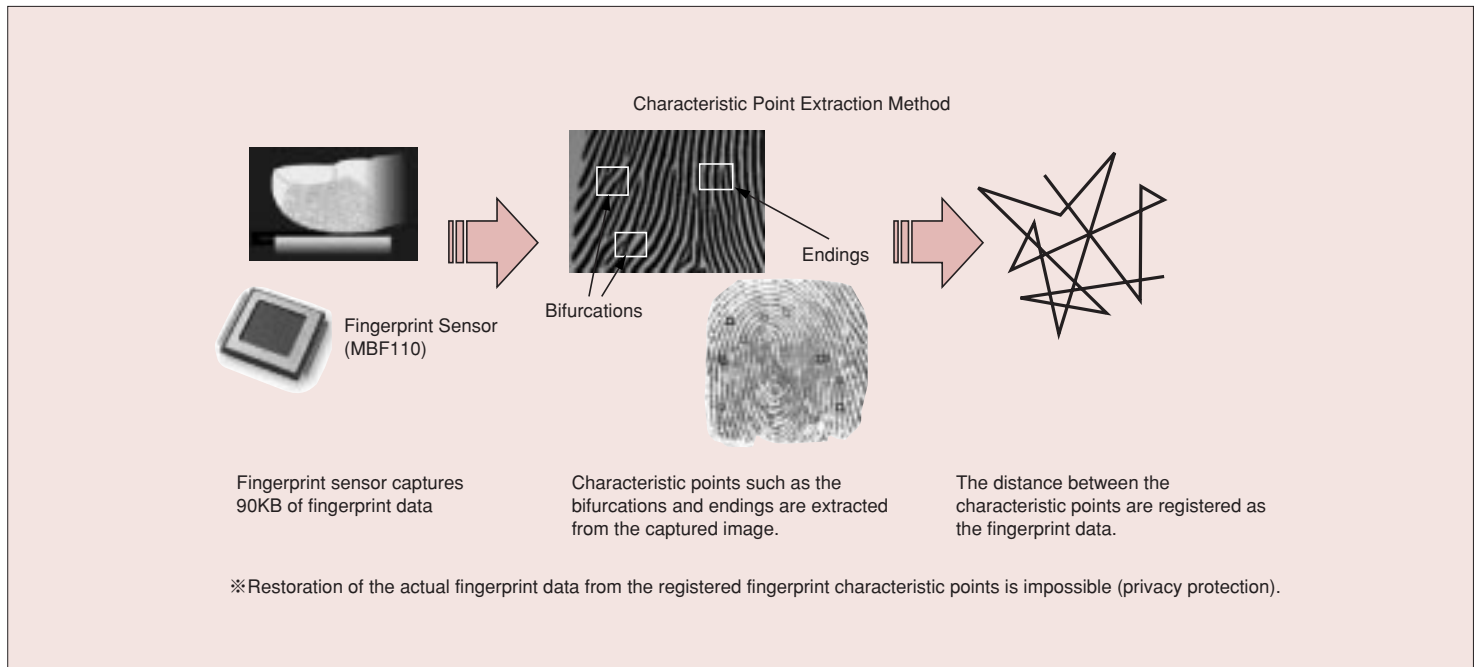 Characteristic Point Extraction Method
Endings
Bifurcations
Fingerprint Sensor
(MBF110)
Fingerprint sensor captures
90KB of fingerprint data
Characteristic points such as the
bifurcations and endings are extracted
from the captured image.
The distance between the
characteristic points are registered as
the fingerprint data.
※Restoration of the actual fingerprint data from the registered fingerprint characteristic points is impossible (privacy protection).